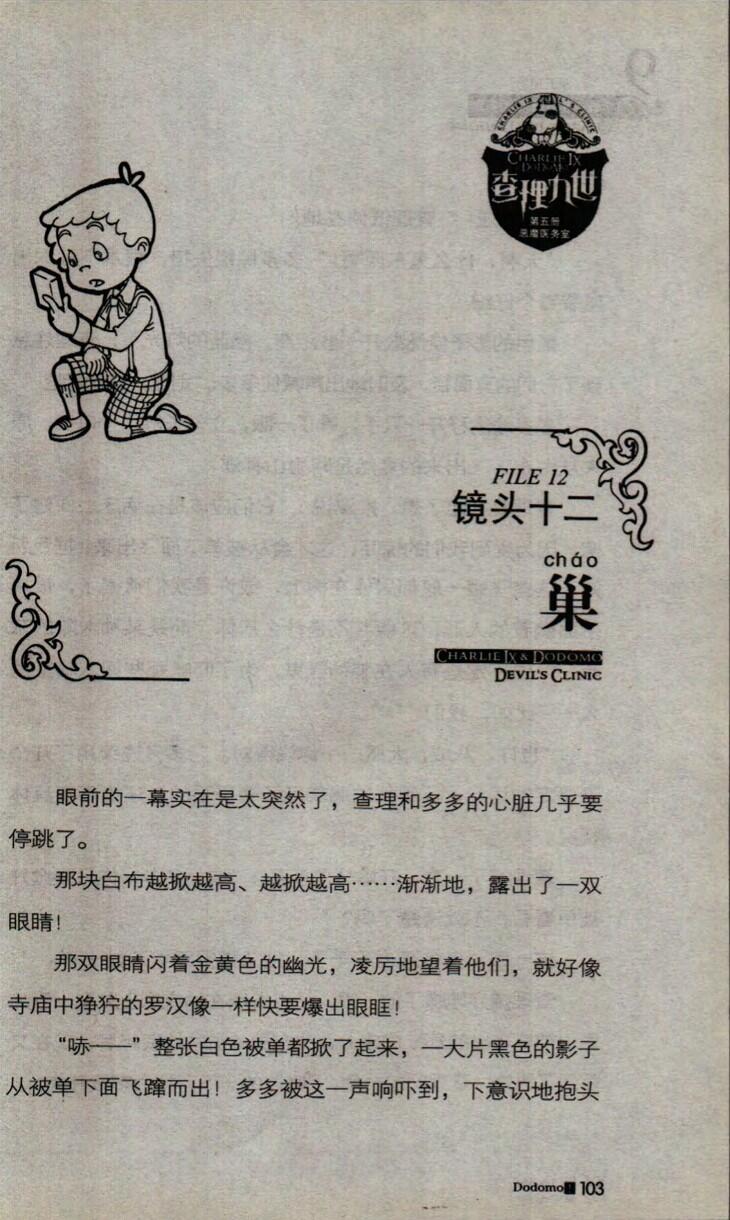 CHARLIE IX'S CLINIC
CHARLIE IX
DODOMO
查理九世
第五册
恶魔医务室
FILE 12
镜头十二
cháo
巢
CHARLIE IX & DODOMO
DEVIL'S CLINIC
眼前的一幕实在是太突然了，查理和多多的心脏几乎要
停跳了。
那块白布越掀越高、越掀越高……渐渐地，露出了一双
眼睛！
那双眼睛闪着金黄色的幽光，凌厉地望着他们，就好像
寺庙中狰狞的罗汉像一样快要爆出眼眶！
“哧——”整张白色被单都掀了起来，一大片黑色的影子
从被单下面飞蹿而出！多多被这一声响吓到，下意识地抱头
Dodomo! 103